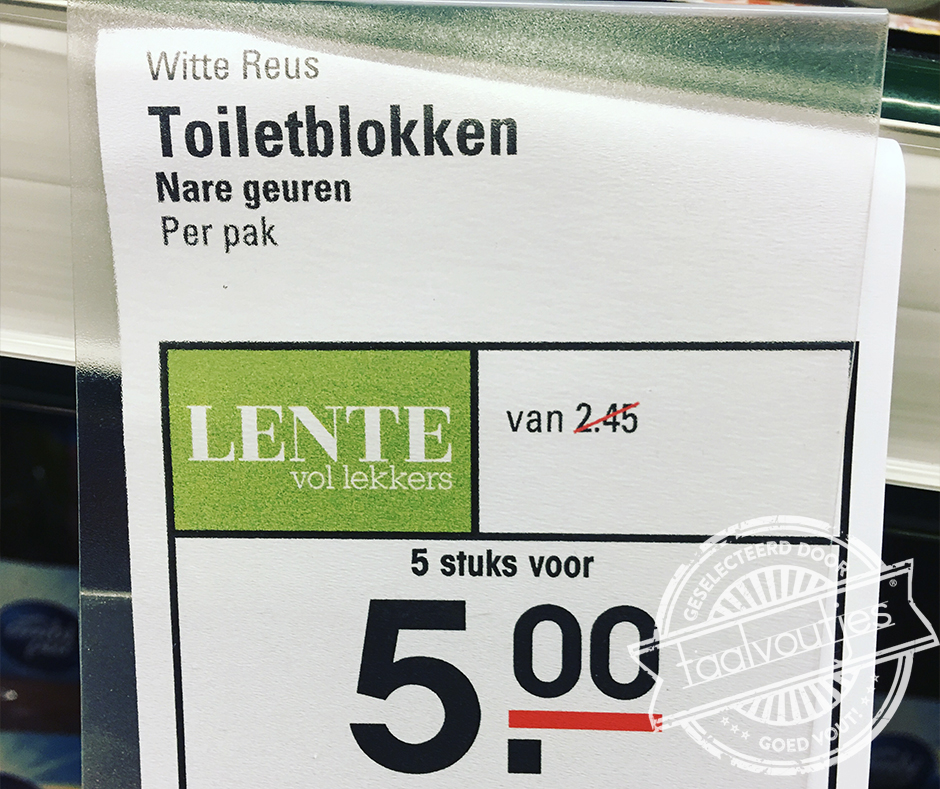 Witte Reus
Toiletblokken
Nare geuren
Per pak
LENTE
vol lekkers
van 2.45
5 stuks voor
5.00
GESELECTEERD DOOR
taalvoutjes®
GOED VOUT!